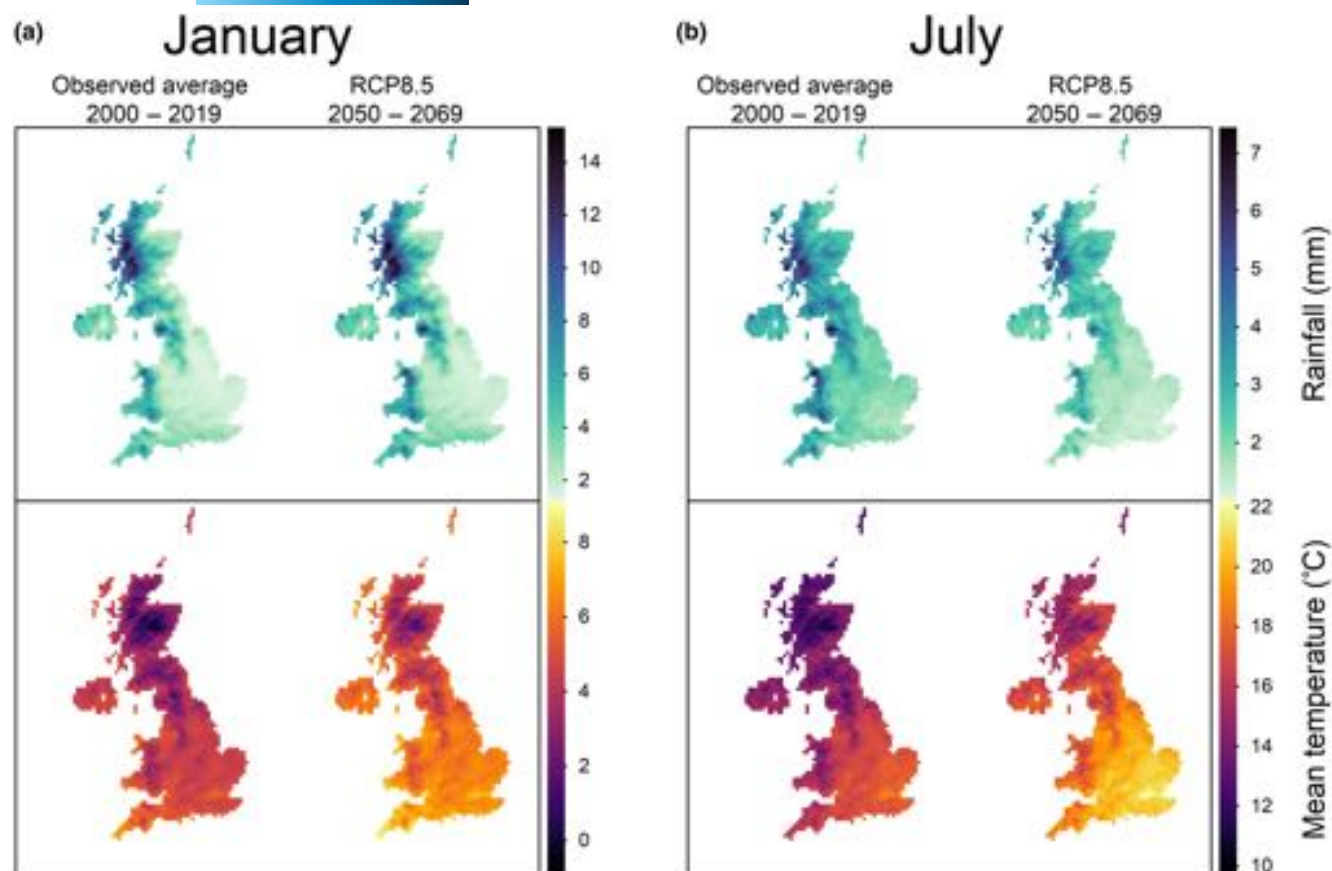 (a) January
Observed average
2000 – 2019
RCP8.5
2050 – 2069
14
12
10
8
6
4
2
8
6
4
2
0
(b) July
Observed average
2000 – 2019
RCP8.5
2050 – 2069
7
6
5
4
3
2
Rainfall (mm)
22
20
18
16
14
12
10
Mean temperature (°C)